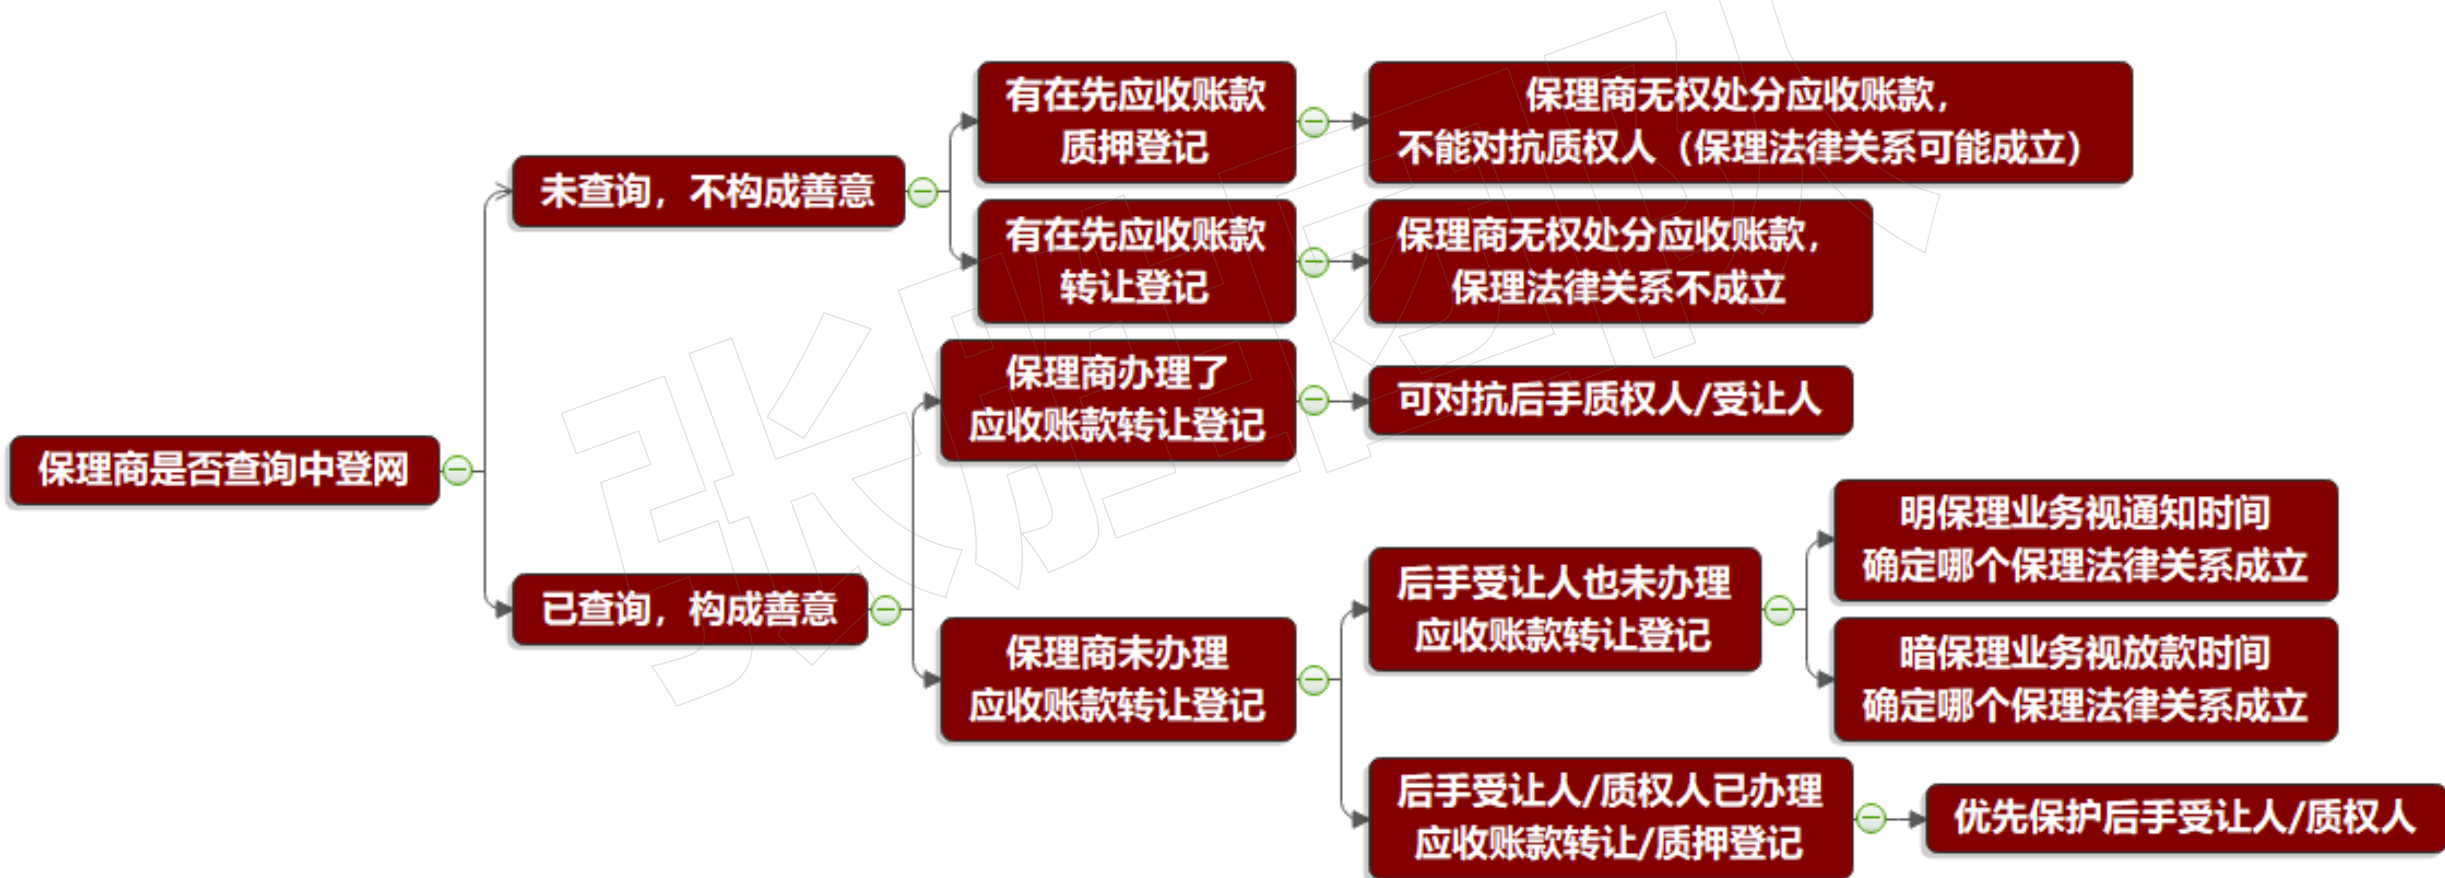 保理商是否查询中登网
未查询，不构成善意
有在先应收账款
质押登记
保理商无权处分应收账款，
不能对抗质权人（保理法律关系可能成立）
有在先应收账款
转让登记
保理商无权处分应收账款，
保理法律关系不成立
已查询，构成善意
保理商办理了
应收账款转让登记
可对抗后手质权人/受让人
保理商未办理
应收账款转让登记
后手受让人也未办理
应收账款转让登记
明保理业务视通知时间
确定哪个保理法律关系成立
暗保理业务视放款时间
确定哪个保理法律关系成立
后手受让人/质权人已办理
应收账款转让/质押登记
优先保护后手受让人/质权人